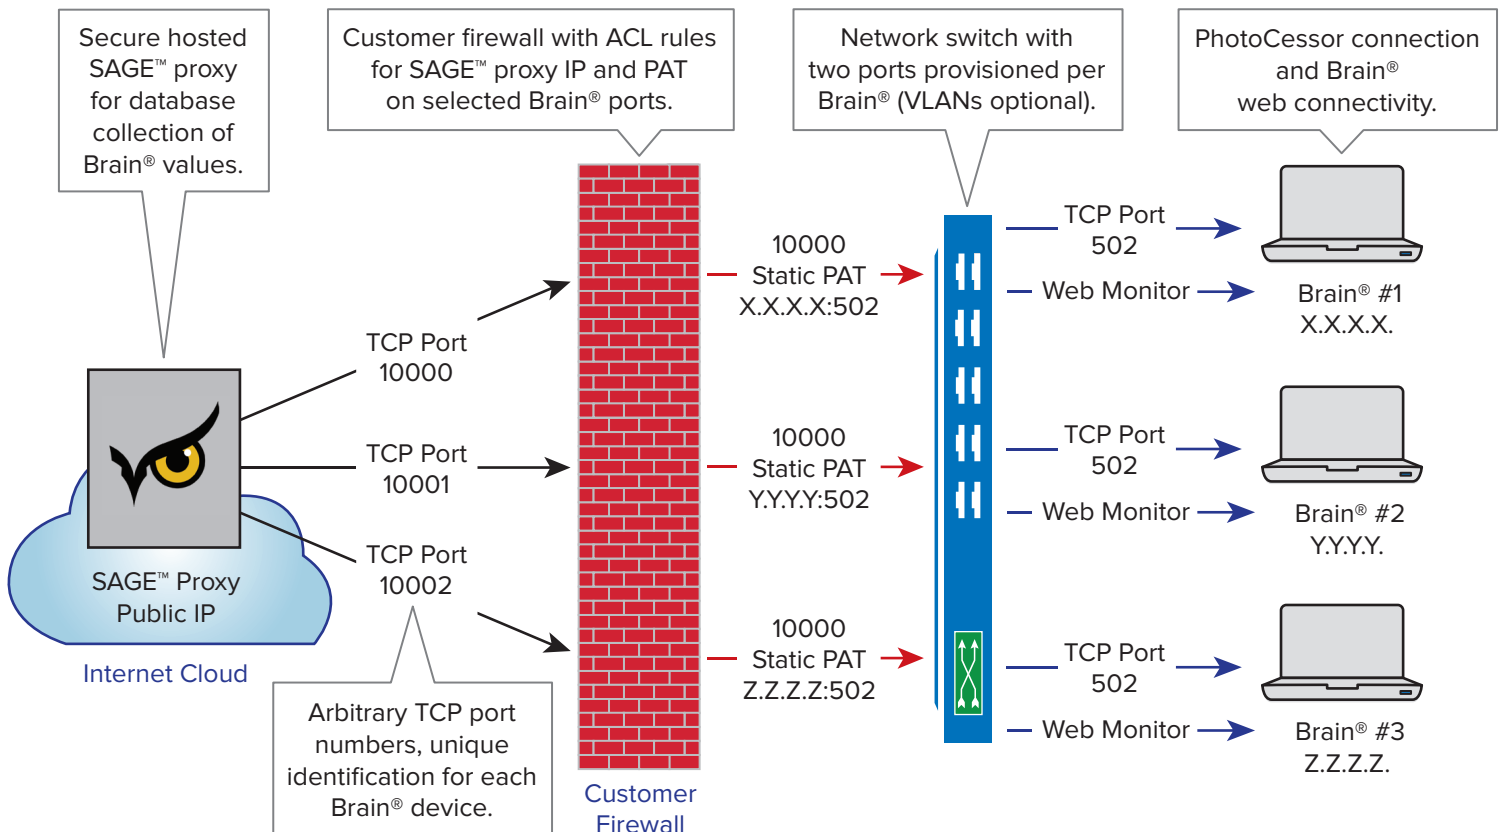 Secure hosted
SAGE™ proxy
for database
collection of
Brain® values.
Customer firewall with ACL rules
for SAGE™ proxy IP and PAT
on selected Brain® ports.
Network switch with
two ports provisioned per
Brain® (VLANs optional).
PhotoCessor connection
and Brain®
web connectivity.
TCP Port
10000
TCP Port
10001
TCP Port
10002
SAGE™ Proxy
Public IP
Internet Cloud
Arbitrary TCP port
numbers, unique
identification for each
Brain® device.
Customer
Firewall
10000
Static PAT
X.X.X.X:502
10000
Static PAT
Y.Y.Y.Y:502
10000
Static PAT
Z.Z.Z.Z:502
TCP Port
502
Web Monitor
Brain® #1
X.X.X.X.
TCP Port
502
Web Monitor
Brain® #2
Y.Y.Y.Y.
TCP Port
502
Web Monitor
Brain® #3
Z.Z.Z.Z.